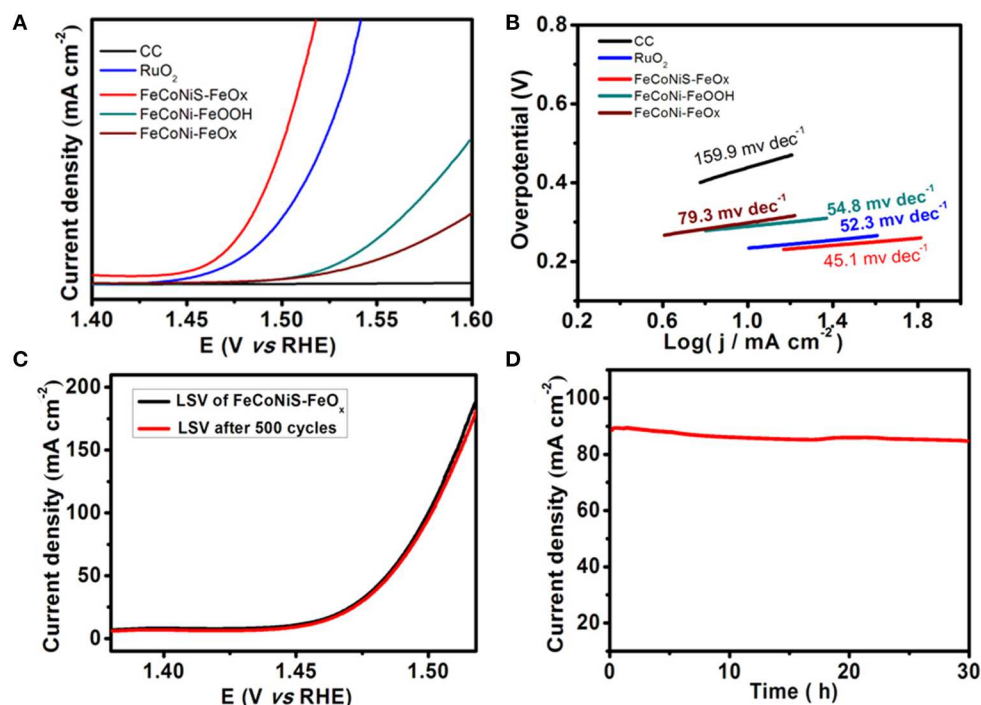 A
Current density (mA cm⁻²)
CC
RuO₂
FeCoNiS-FeOx
FeCoNi-FeOOH
FeCoNi-FeOx
1.40 1.45 1.50 1.55 1.60
E (V vs RHE)
B
Overpotential (V)
0.8
0.6
0.4
0.2
CC
RuO₂
FeCoNiS-FeOx
FeCoNi-FeOOH
FeCoNi-FeOx
159.9 mv dec⁻¹
79.3 mv dec⁻¹
54.8 mv dec⁻¹
52.3 mv dec⁻¹
45.1 mv dec⁻¹
0.2 0.6 1.0 1.4 1.8
Log( j / mA cm⁻²)
C
Current density (mA cm⁻²)
200
150
100
50
0
LSV of FeCoNiS-FeOₓ
LSV after 500 cycles
1.40 1.45 1.50
E (V vs RHE)
D
Current density (mA cm⁻²)
100
80
60
40
20
0 10 20 30
Time ( h)